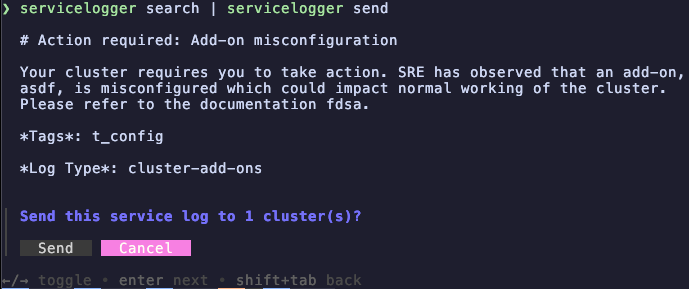 ❯ servicelogger search | servicelogger send
# Action required: Add-on misconfiguration
Your cluster requires you to take action. SRE has observed that an add-on,
asdf, is misconfigured which could impact normal working of the cluster.
Please refer to the documentation fdsa.
*Tags*: t_config
*Log Type*: cluster-add-ons
Send this service log to 1 cluster(s)?
Send Cancel
←/→ toggle • enter next • shift+tab back